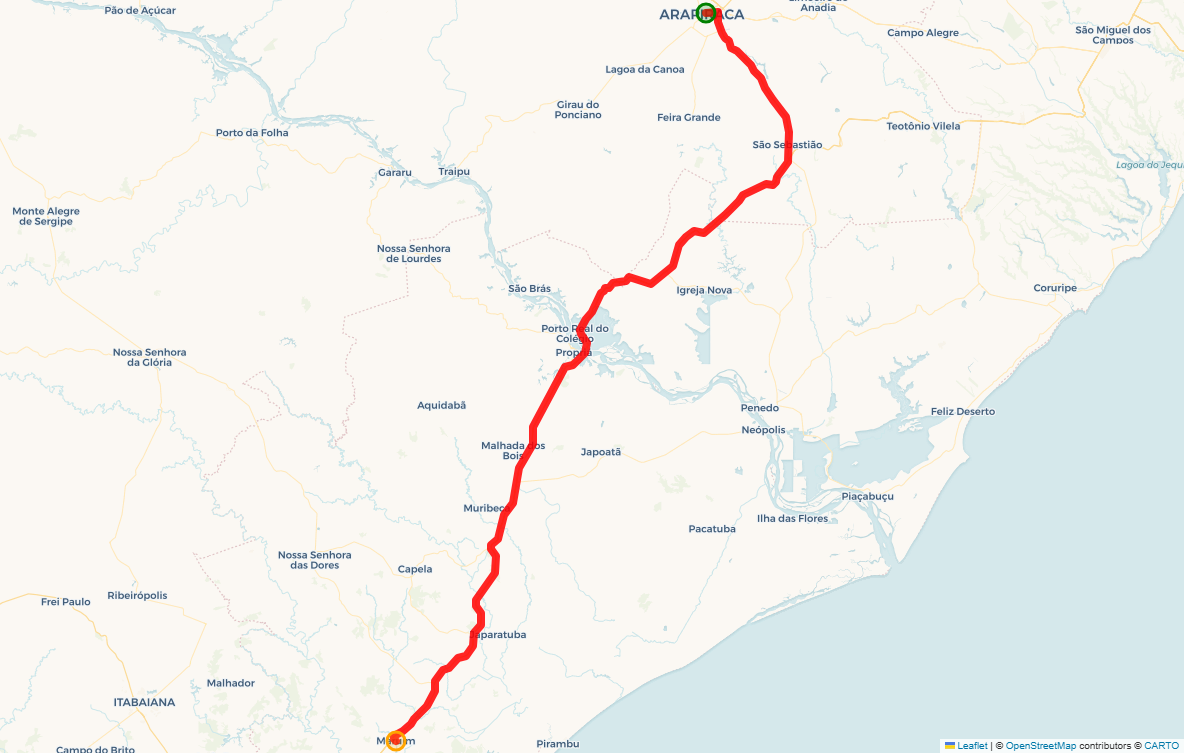 Pão de Açúcar
ARAPIRACA
Anadia
Campo Alegre
São Miguel dos
Campos
Lagoa da Canoa
Girau do
Ponciano
Feira Grande
Teotônio Vilela
Porto da Folha
São Sebastião
Gararu
Traipu
Lagoa do Jequi
Monte Alegre
de Sergipe
Nossa Senhora
de Lourdes
São Brás
Igreja Nova
Coruripe
Porto Real do
Colégio
Propriá
Nossa Senhora
da Glória
Aquidabã
Penedo
Feliz Deserto
Neópolis
Malhada dos
Bois
Japoatã
Piaçabuçu
Muribeca
Ilha das Flores
Pacatuba
Nossa Senhora
das Dores
Capela
Frei Paulo
Ribeirópolis
Japaratuba
Malhador
ITABAIANA
Maruim
Pirambu
Campo do Brito
Leaflet | © OpenStreetMap contributors © CARTO